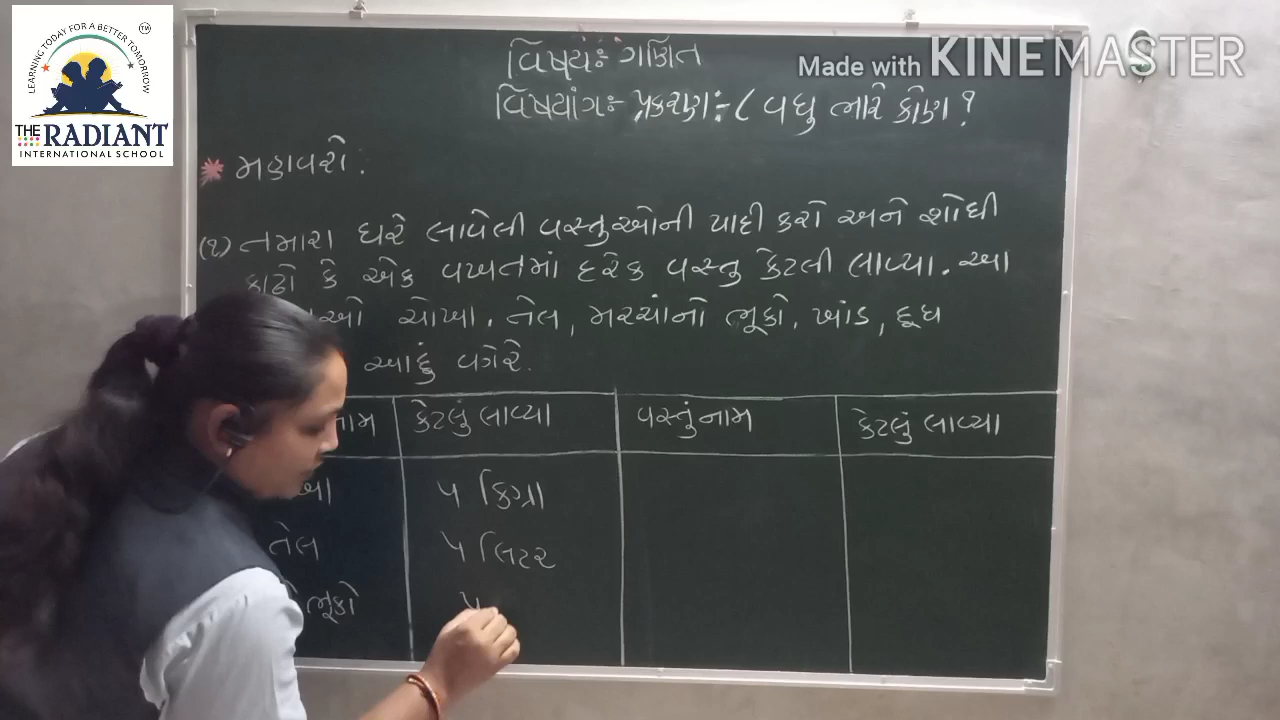 LEARNING TODAY FOR A BETTER TOMORROW
TM
THE RADIANT
INTERNATIONAL SCHOOL
Made with KINEMASTER
વિષય:ઃ ગણિત
વિષયાંગઃ- પ્રકરણઃ- ( વધુ ભારે કોણ ?
* મહાવરો :
(૧) તમારા ઘરે લાવેલી વસ્તુઓની યાદી કરો અને શોધી
કાઢો કે એક વખતમાં દરેક વસ્તુ કેટલી લાવ્યા. આ
ચોખા. તેલ, મરચાંનો ભૂકો. ખાંડ, દૂધ
આદું વગેરે.
કેટલું લાવ્યા વસ્તુંનામ કેટલું લાવ્યા
૫ કિગ્રા
તેલ ૫ લિટર
ભૂકો ૫